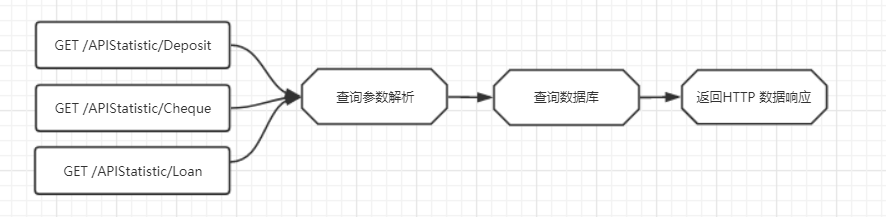 GET /APIStatistic/Deposit
GET /APIStatistic/Cheque
GET /APIStatistic/Loan
查询参数解析
查询数据库
返回HTTP 数据响应